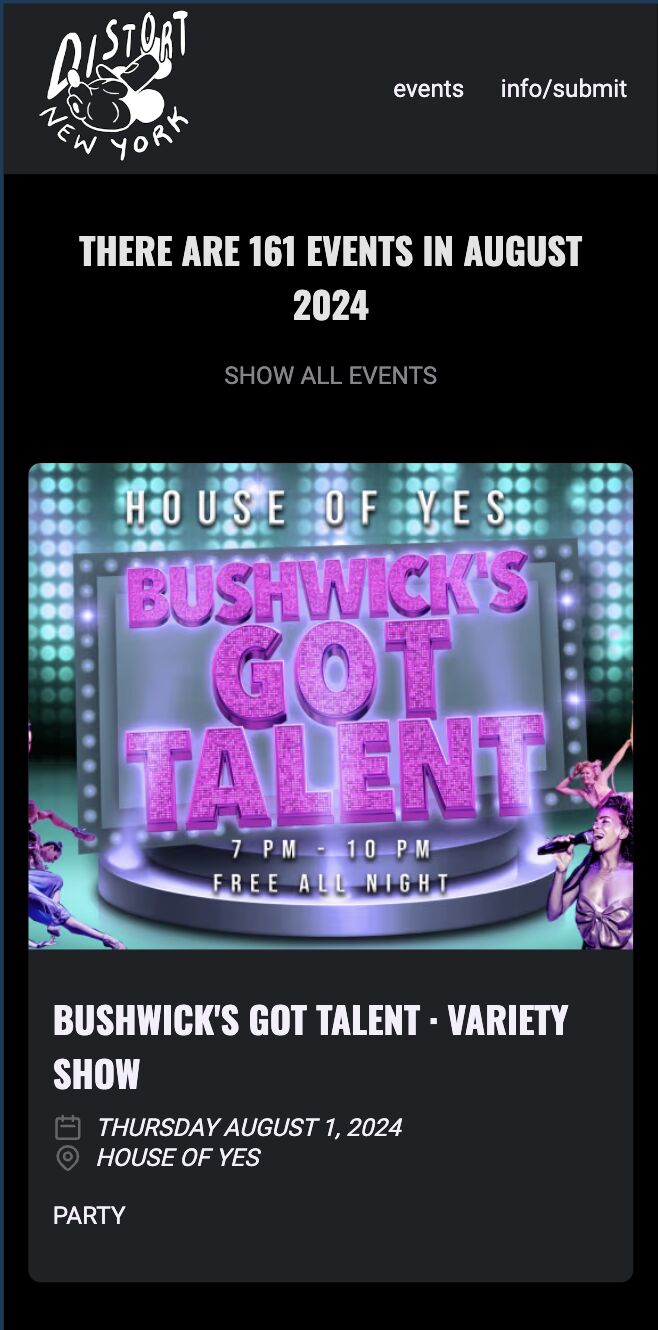 DISTORT
NEW YORK
events info/submit
THERE ARE 161 EVENTS IN AUGUST
2024
SHOW ALL EVENTS
HOUSE OF YES
BUSHWICK'S
GOT
TALENT
7 PM - 10 PM
FREE ALL NIGHT
BUSHWICK'S GOT TALENT · VARIETY
SHOW
THURSDAY AUGUST 1, 2024
HOUSE OF YES
PARTY